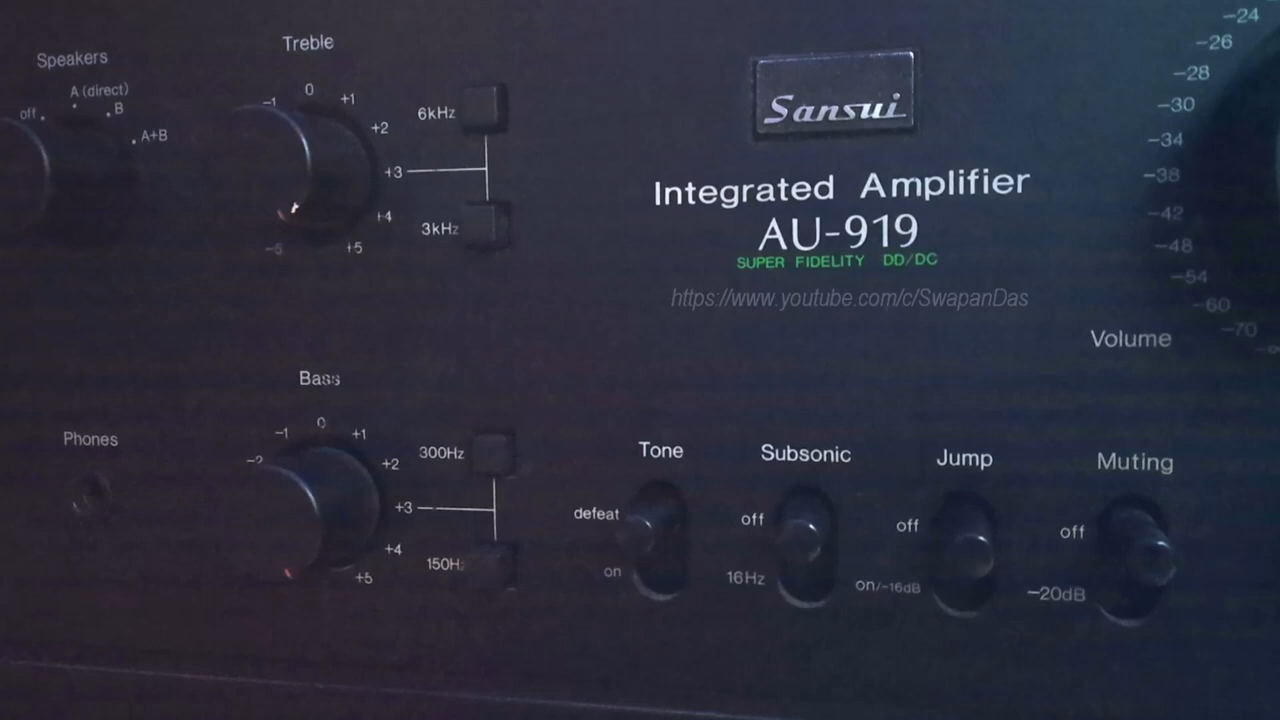 Speakers
A (direct)
off
B
A+B
Treble
0
-1
+1
+2
+3
+4
+5
-5
6kHz
3kHz
Sansui
Integrated Amplifier
AU-919
SUPER FIDELITY DD/DC
https://www.youtube.com/c/SwapanDas
-24
-26
-28
-30
-34
-38
-42
-48
-54
-60
-70
Volume
Phones
Bass
0
-1
+1
-2
+2
+3
+4
+5
300Hz
150Hz
Tone
defeat
on
Subsonic
off
16Hz
Jump
off
on/-16dB
Muting
off
-20dB